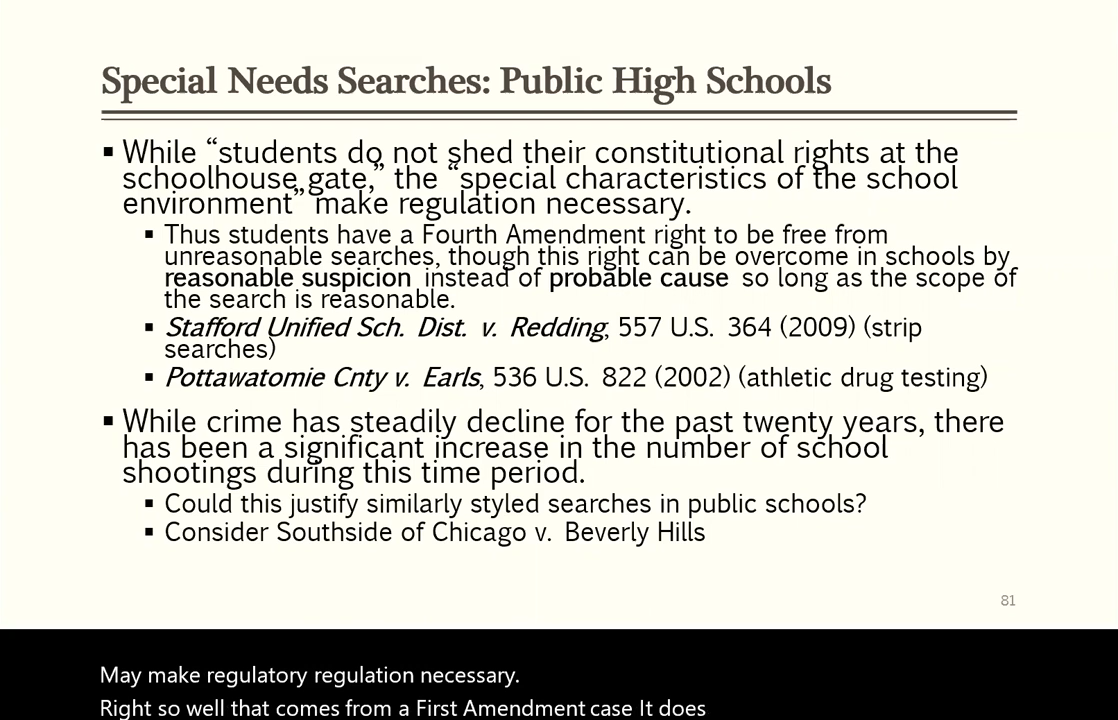 Special Needs Searches: Public High Schools
▪ While “students do not shed their constitutional rights at the
schoolhouse gate,” the “special characteristics of the school
environment” make regulation necessary.
▪ Thus students have a Fourth Amendment right to be free from
unreasonable searches, though this right can be overcome in schools by
reasonable suspicion instead of probable cause so long as the scope of
the search is reasonable.
▪ Stafford Unified Sch. Dist. v. Redding, 557 U.S. 364 (2009) (strip
searches)
▪ Pottawatomie Cnty v. Earls, 536 U.S. 822 (2002) (athletic drug testing)
▪ While crime has steadily decline for the past twenty years, there
has been a significant increase in the number of school
shootings during this time period.
▪ Could this justify similarly styled searches in public schools?
▪ Consider Southside of Chicago v. Beverly Hills
81
May make regulatory regulation necessary.
Right so well that comes from a First Amendment case It does